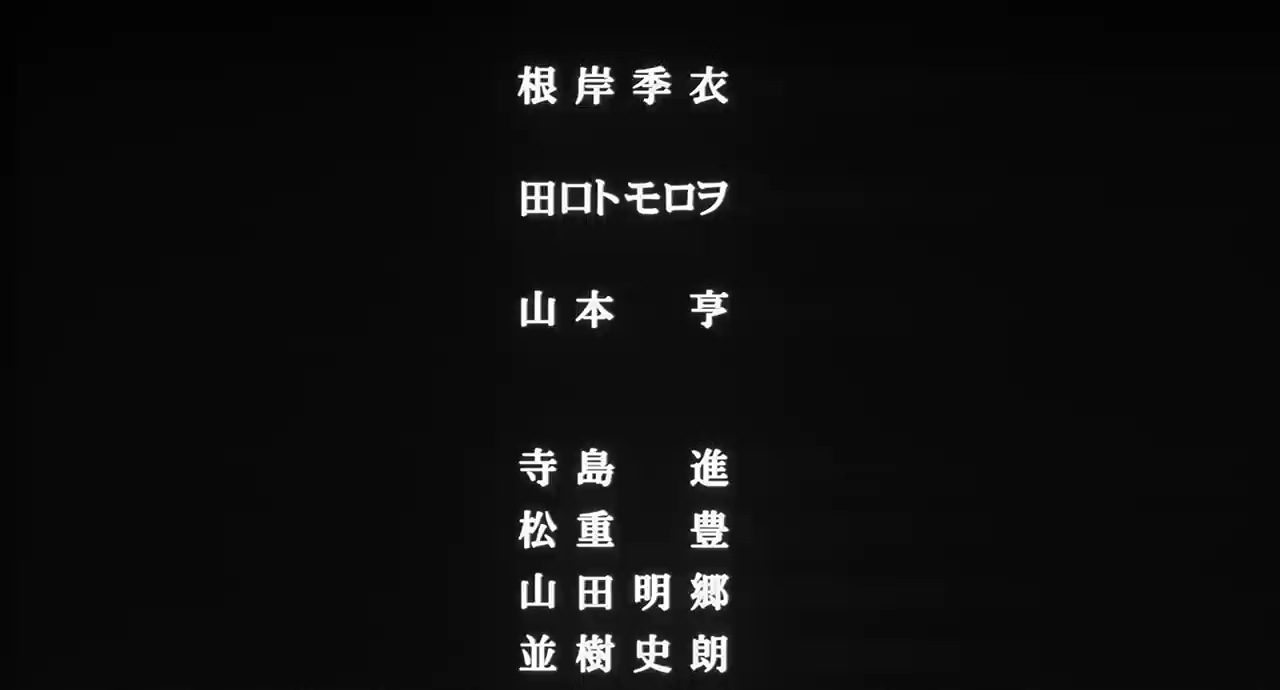 根岸季衣
田口トモロヲ
山本 亨
寺島 進
松重 豊
山田明郷
並樹史朗